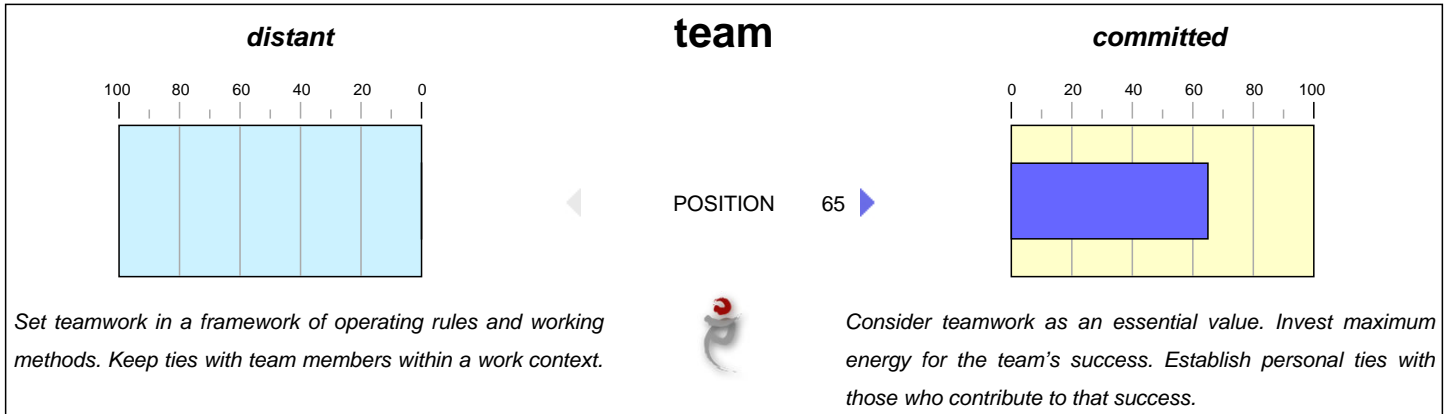 distant team committed
100 80 60 40 20 0 0 20 40 60 80 100
POSITION 65
Set teamwork in a framework of operating rules and working
methods. Keep ties with team members within a work context.
Consider teamwork as an essential value. Invest maximum
energy for the team's success. Establish personal ties with
those who contribute to that success.